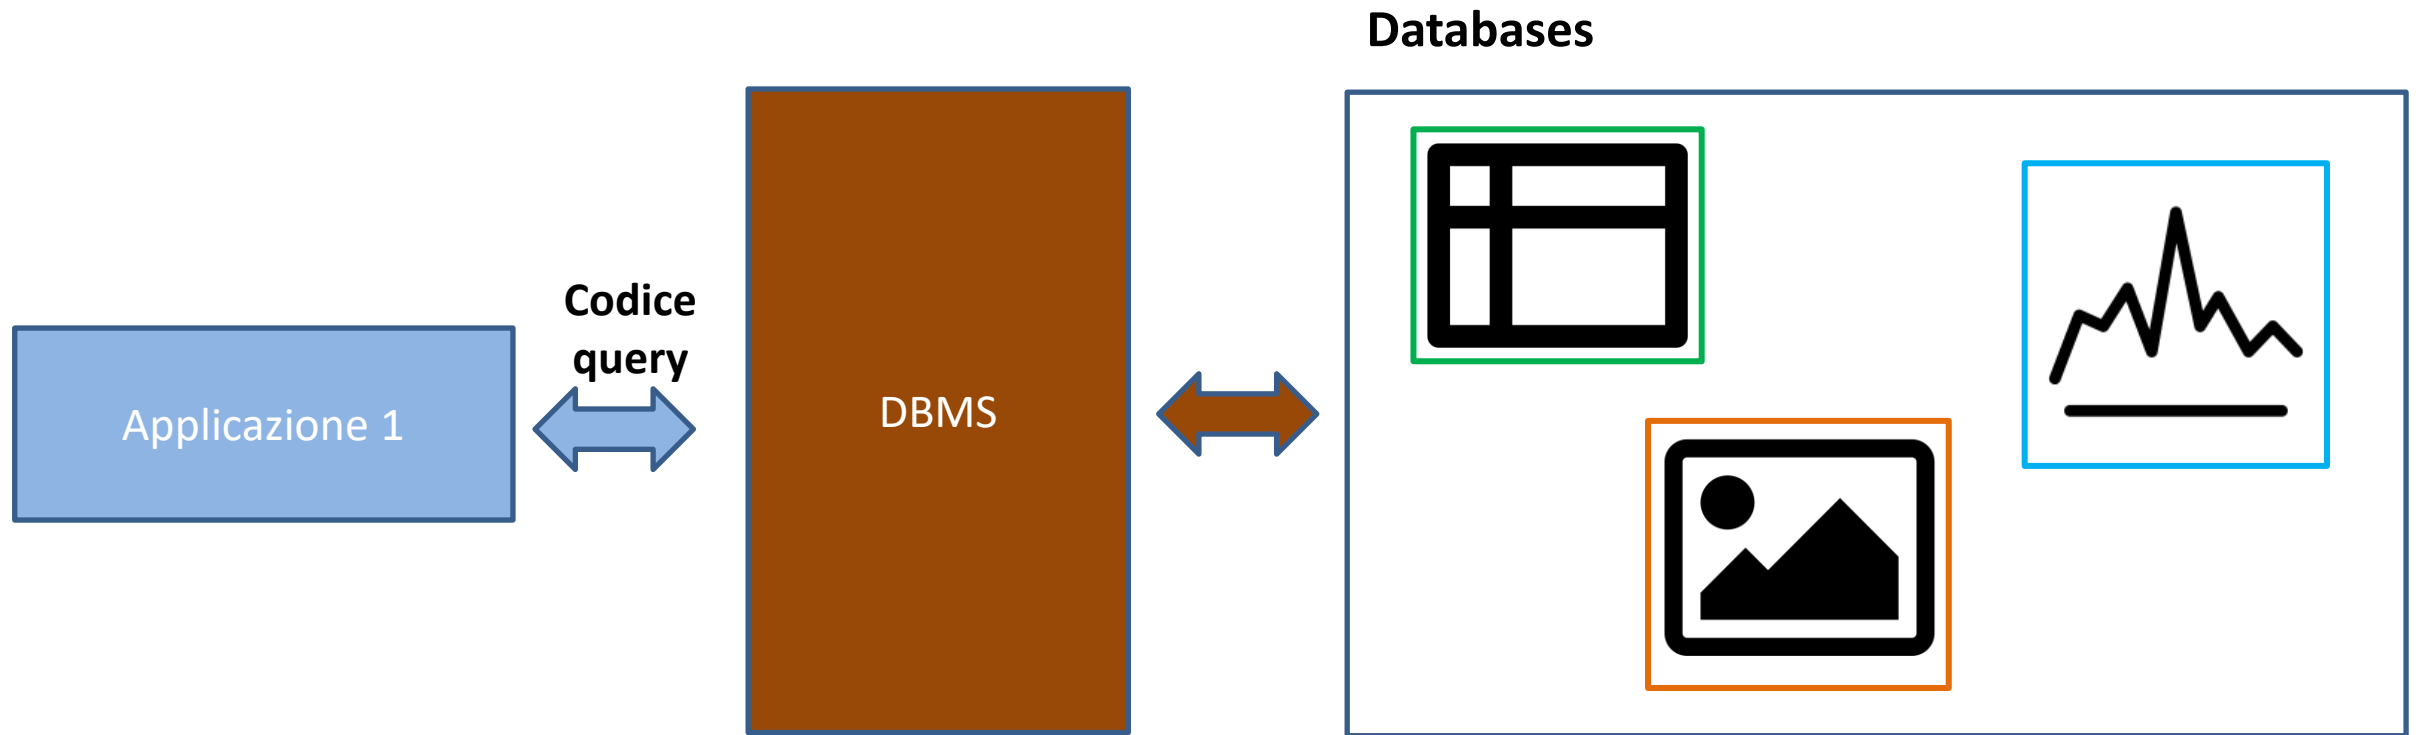 Databases
Codice
query
Applicazione 1
DBMS